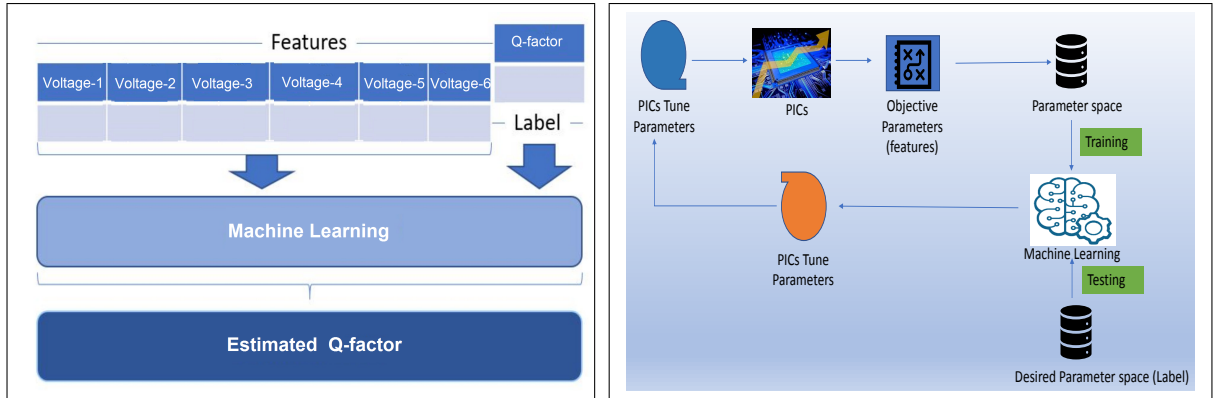 Features
Q-factor
Voltage-1 Voltage-2 Voltage-3 Voltage-4 Voltage-5 Voltage-6
Label
Machine Learning
Estimated Q-factor
PICs Tune
Parameters
PICs
Objective
Parameters
(features)
Parameter space
Training
Machine Learning
PICs Tune
Parameters
Testing
Desired Parameter space (Label)